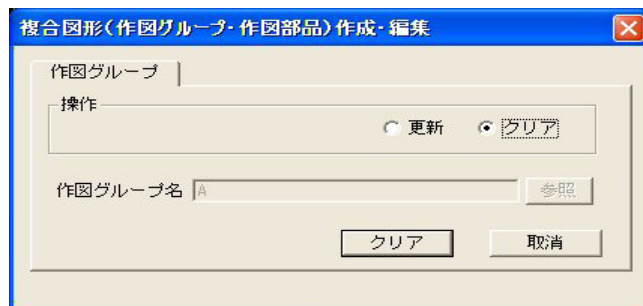 複合図形(作図グループ・作図部品)作成・編集
作図グループ
操作
更新 クリア
作図グループ名 A 参照
クリア 取消